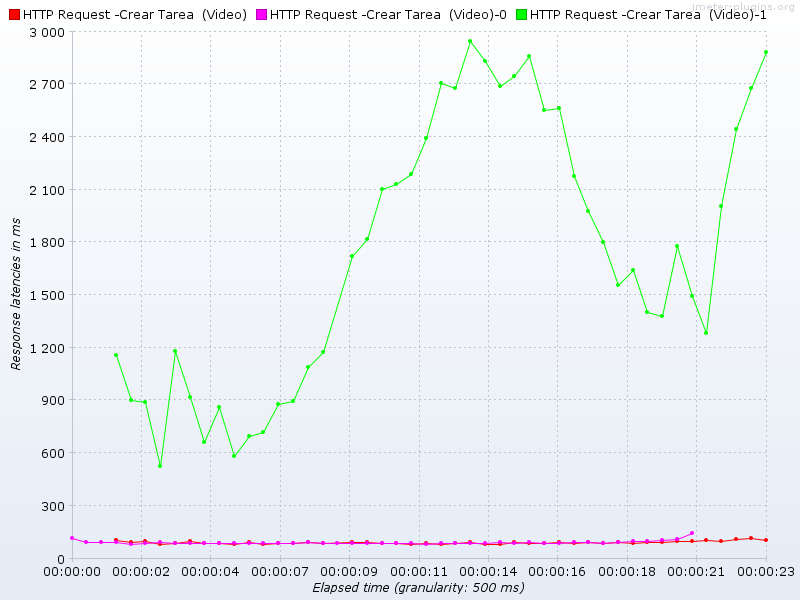 jmeter-plugins.org
HTTP Request -Crear Tarea  (Video) HTTP Request -Crear Tarea  (Video)-0 HTTP Request -Crear Tarea  (Video)-1
3 000
2 700
2 400
2 100
1 800
1 500
1 200
900
600
300
0
Response latencies in ms
00:00:00 00:00:02 00:00:04 00:00:07 00:00:09 00:00:11 00:00:14 00:00:16 00:00:18 00:00:21 00:00:23
Elapsed time (granularity: 500 ms)